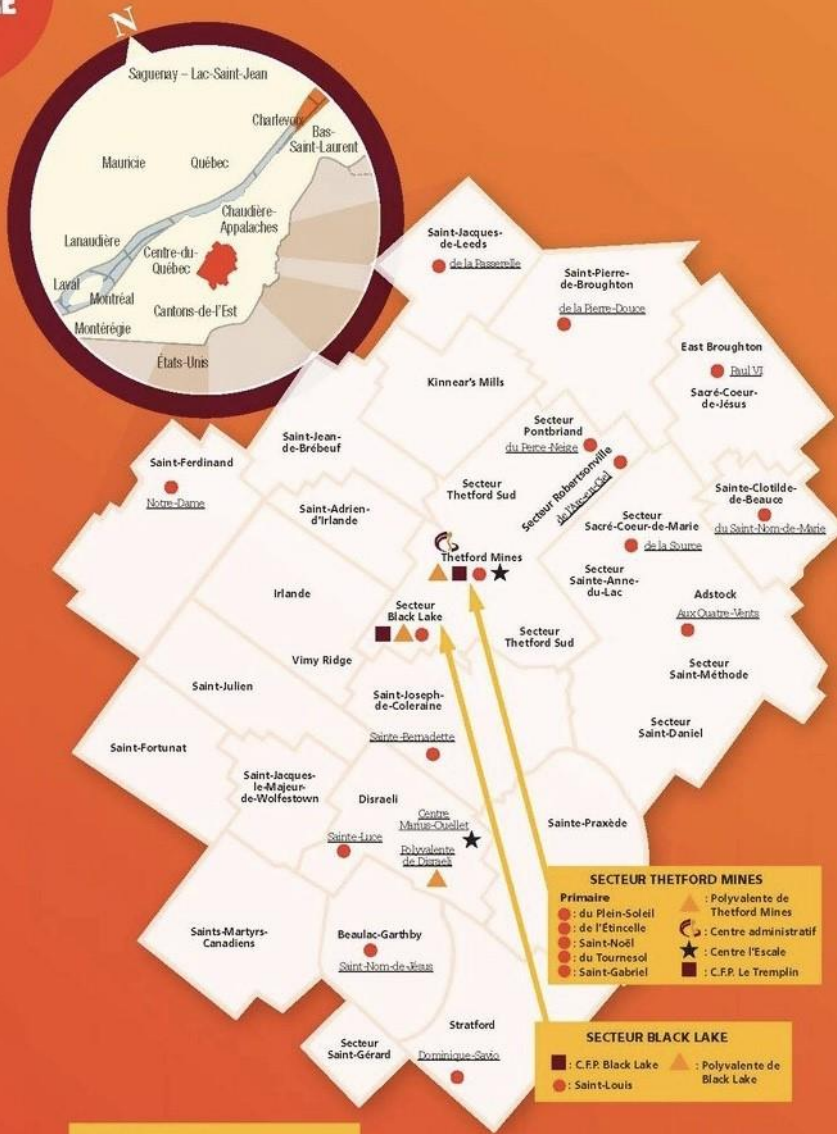 N
Saguenay – Lac-Saint-Jean
Charlevoix
Bas-
Saint-Laurent
Mauricie
Québec
Chaudière-
Appalaches
Lanaudière
Centre-du-
Québec
Laval
Montréal
Cantons-de-l'Est
Montérégie
États-Unis
Saint-Jacques-
de-Leeds
de la Passerelle
Saint-Pierre-
de-Broughton
de la Pierre-Douce
East Broughton
Paul VI
Sacré-Coeur-
de-Jésus
Kinnear's Mills
Secteur
Pontbriand
du Perce-Neige
Saint-Jean-
de-Brébeuf
Saint-Ferdinand
Notre-Dame
Secteur Robertsonville
de l'Arc-en-Ciel
Secteur
Thetford Sud
Sainte-Clotilde-
de-Beauce
du Saint-Nom-de-Marie
Saint-Adrien-
d'Irlande
Secteur
Sacré-Coeur-de-Marie
de la Source
Thetford Mines
Secteur
Sainte-Anne-
du-Lac
Irlande
Adstock
Aux Quatre-Vents
Secteur
Black Lake
Secteur
Thetford Sud
Vimy Ridge
Secteur
Saint-Méthode
Saint-Julien
Saint-Joseph-
de-Coleraine
Sainte-Bernadette
Secteur
Saint-Daniel
Saint-Fortunat
Saint-Jacques-
le-Majeur-
de-Wolfestown
Disraeli
Centre
Marius-Ouellet
Sainte-Luce
Polyvalente
de Disraeli
Sainte-Praxède
Saints-Martyrs-
Canadiens
Beaulac-Garthby
Saint-Nom-de-Jésus
Secteur
Saint-Gérard
Stratford
Dominique-Savio
SECTEUR THETFORD MINES
Primaire
: du Plein-Soleil
: de l'Étincelle
: Saint-Noël
: du Tournesol
: Saint-Gabriel
: Polyvalente de
Thetford Mines
: Centre administratif
: Centre l'Escale
: C.F.P. Le Tremplin
SECTEUR BLACK LAKE
: C.F.P. Black Lake
: Saint-Louis
: Polyvalente de
Black Lake